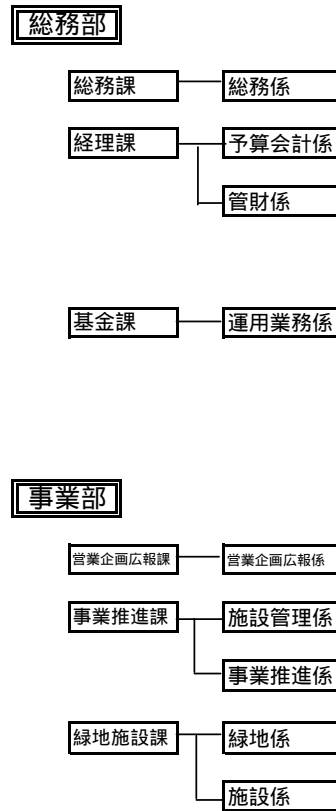 総務部
総務課 総務係
経理課 予算会計係
管財係
基金課 運用業務係
事業部
営業企画広報課 営業企画広報係
事業推進課 施設管理係
事業推進係
緑地施設課 緑地係
施設係